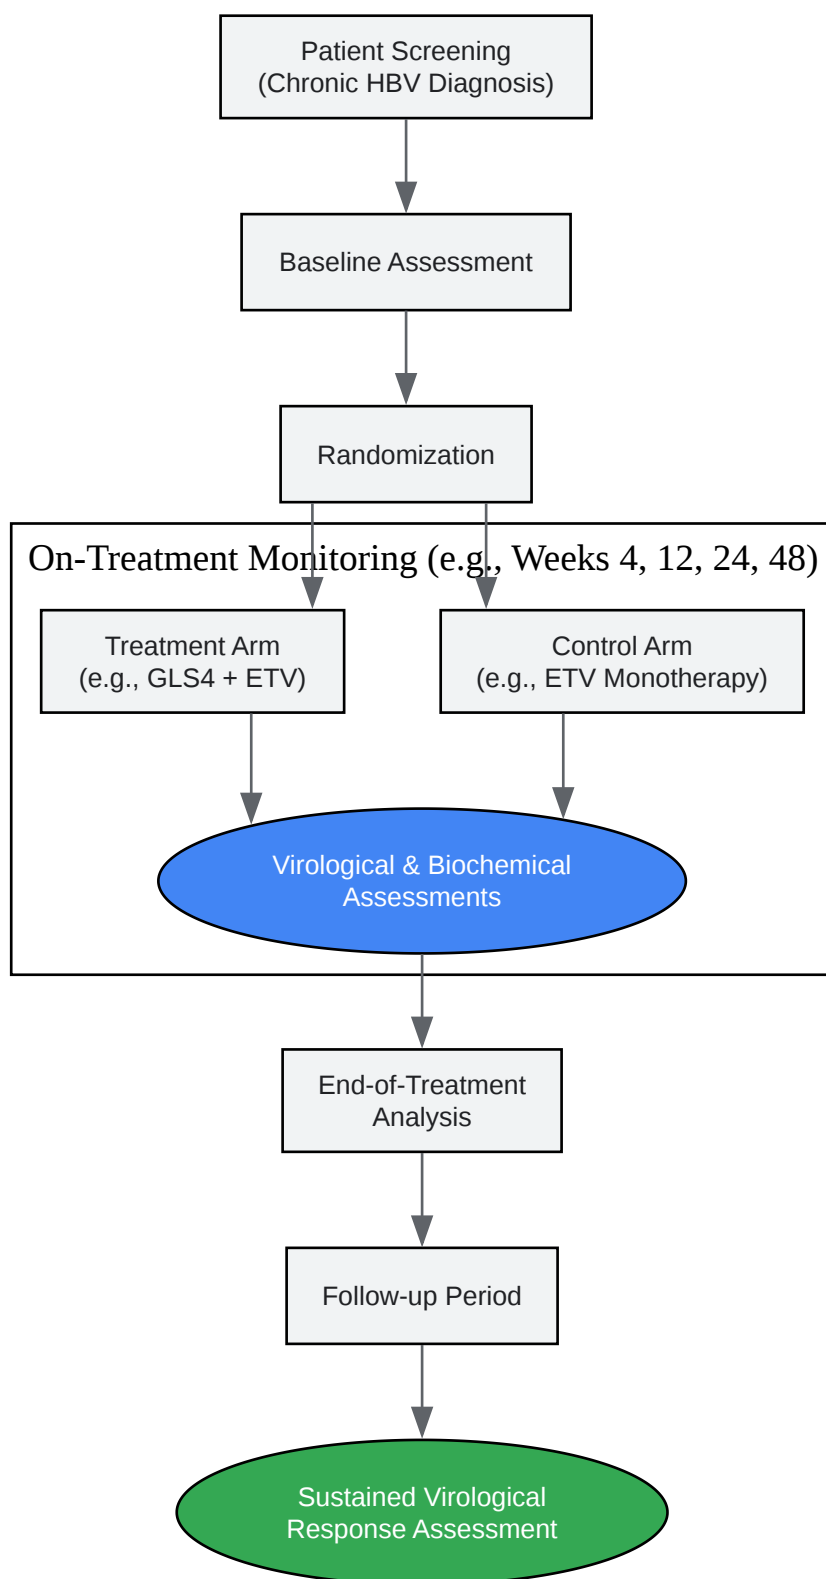 Patient Screening
(Chronic HBV Diagnosis)
Baseline Assessment
Randomization
On-Treatment Monitoring (e.g., Weeks 4, 12, 24, 48)
Treatment Arm
(e.g., GLS4 + ETV)
Control Arm
(e.g., ETV Monotherapy)
Virological & Biochemical
Assessments
End-of-Treatment
Analysis
Follow-up Period
Sustained Virological
Response Assessment